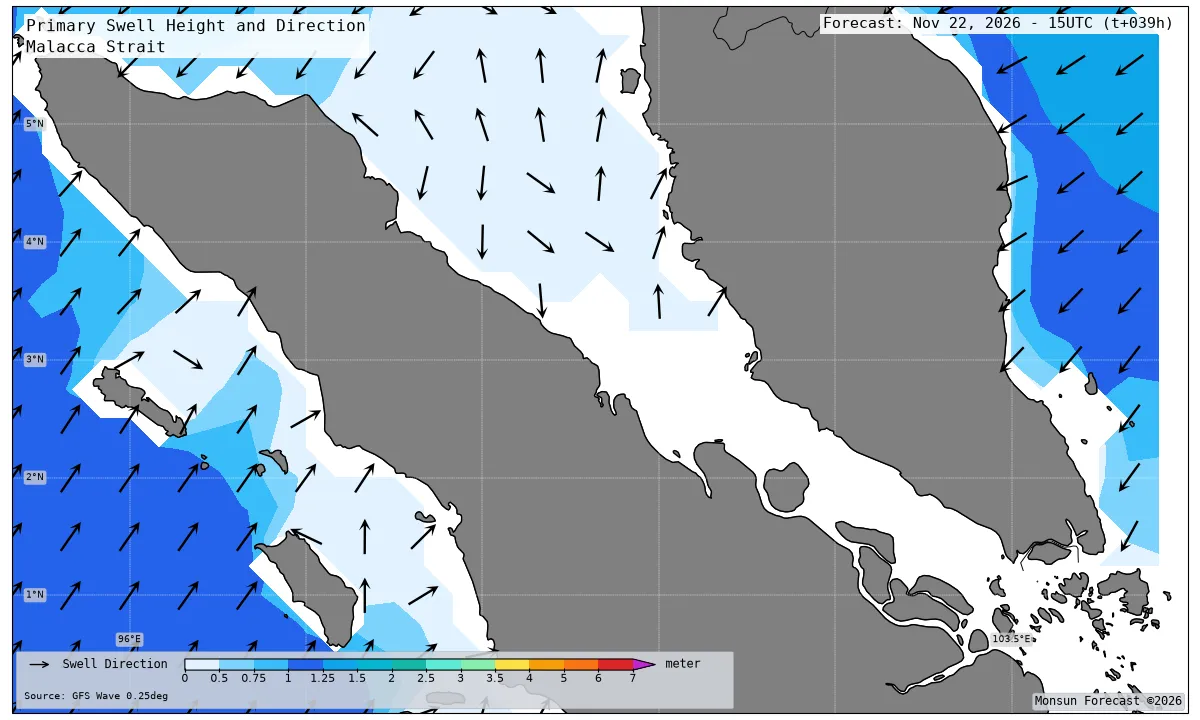 Primary Swell Height and Direction
Malacca Strait
Forecast: Nov 22, 2026 - 15UTC (t+039h)
5°N
4°N
3°N
2°N
1°N
96°E
103.5°E
Swell Direction
meter
0 0.5 0.75 1 1.25 1.5 2 2.5 3 3.5 4 5 6 7
Source: GFS Wave 0.25deg
Monsun Forecast ©2026